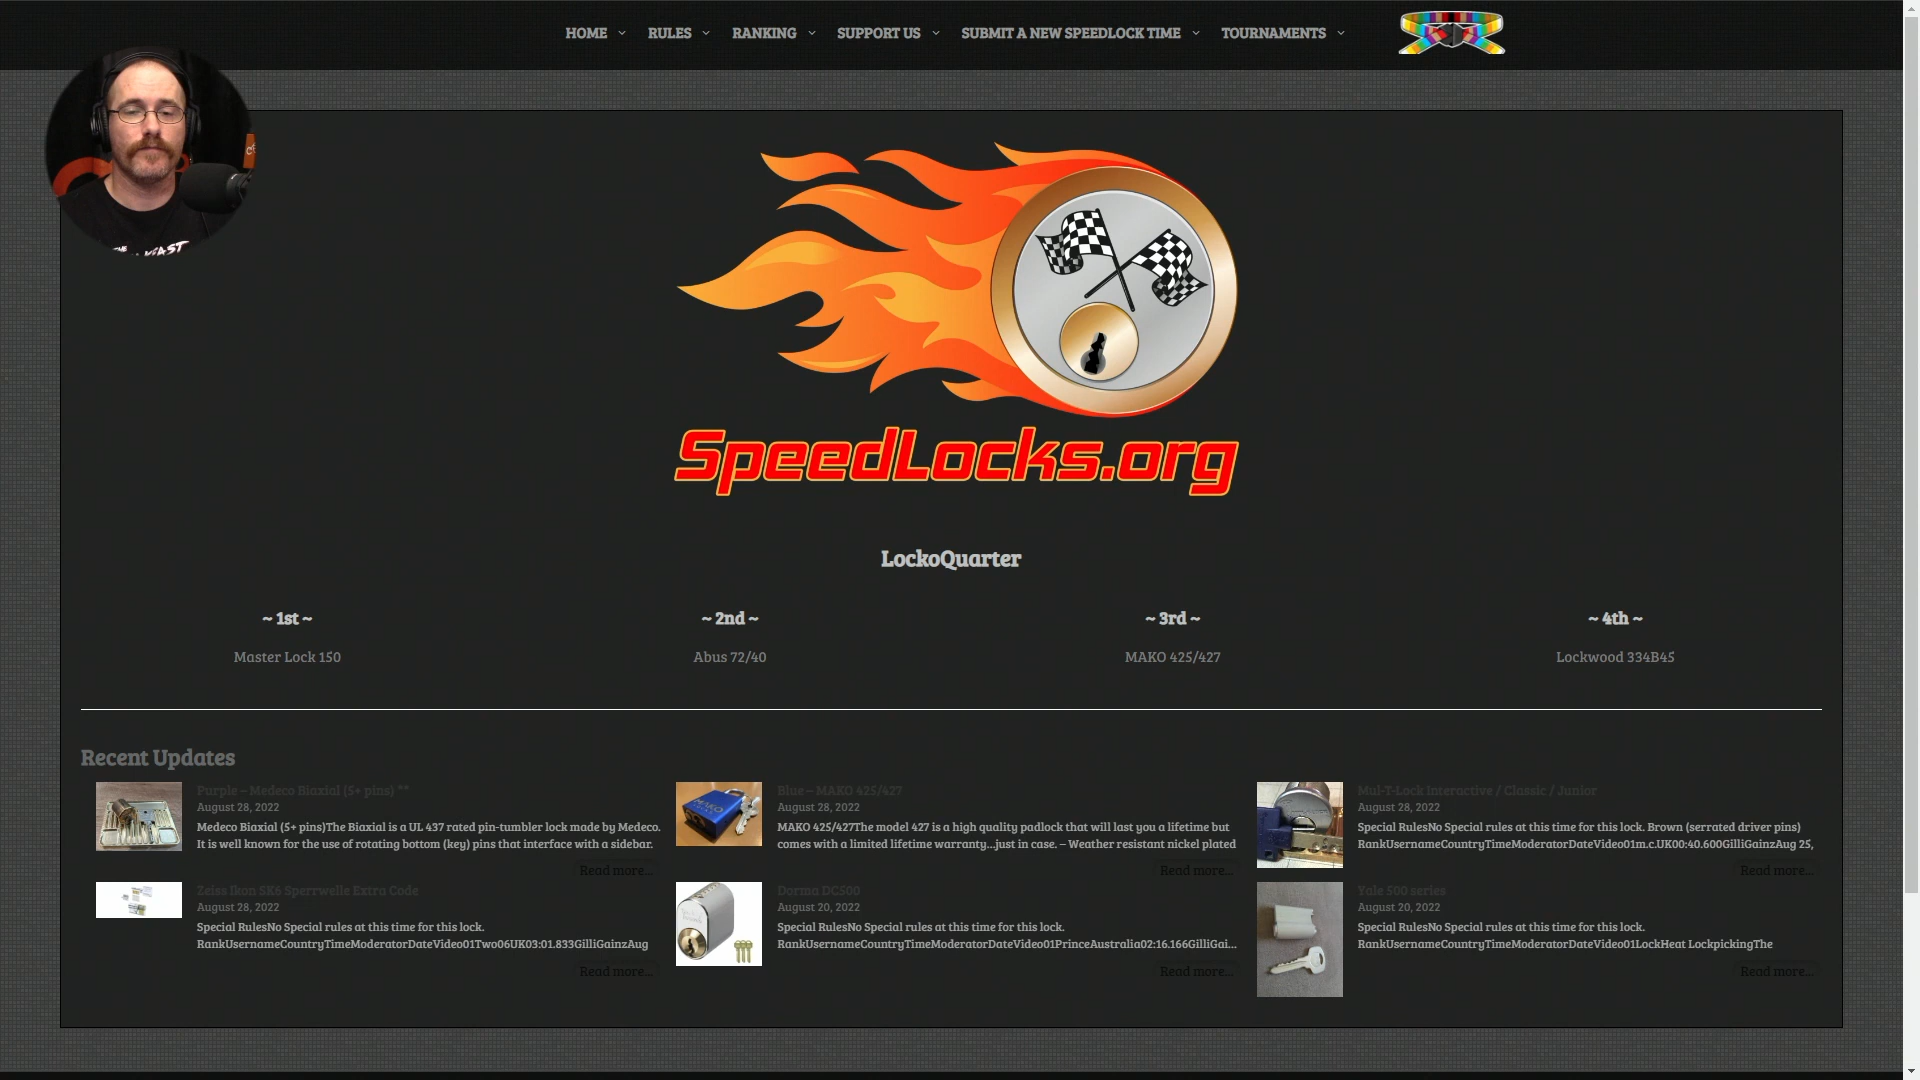 HOME
RULES
RANKING
SUPPORT US
SUBMIT A NEW SPEEDLOCK TIME
TOURNAMENTS
SpeedLocks.org
LockoQuarter
~ 1st ~
~ 2nd ~
~ 3rd ~
~ 4th ~
Master Lock 150
Abus 72/40
MAKO 425/427
Lockwood 334B45
Recent Updates
Purple – Medeco Biaxial (5+ pins) **
August 28, 2022
Medeco Biaxial (5+ pins)The Biaxial is a UL 437 rated pin-tumbler lock made by Medeco.
It is well known for the use of rotating bottom (key) pins that interface with a sidebar.
Read more...
Blue – MAKO 425/427
August 28, 2022
MAKO 425/427The model 427 is a high quality padlock that will last you a lifetime but
comes with a limited lifetime warranty...just in case. – Weather resistant nickel plated
Read more...
Mul-T-Lock Interactive / Classic / Junior
August 28, 2022
Special RulesNo Special rules at this time for this lock. Brown (serrated driver pins)
RankUsernameCountryTimeModeratorDateVideo01m.c.UK00:40.600GilliGainzAug 25,
Read more...
Zeiss Ikon SK6 Sperrwelle Extra Code
August 28, 2022
Special RulesNo Special rules at this time for this lock.
RankUsernameCountryTimeModeratorDateVideo01Two06UK03:01.833GilliGainzAug
Read more...
Dorma DC500
August 20, 2022
Special RulesNo Special rules at this time for this lock.
RankUsernameCountryTimeModeratorDateVideo01PrinceAustralia02:16.166GilliGai...
Read more...
Yale 500 series
August 20, 2022
Special RulesNo Special rules at this time for this lock.
RankUsernameCountryTimeModeratorDateVideo01LockHeat LockpickingThe
Read more...